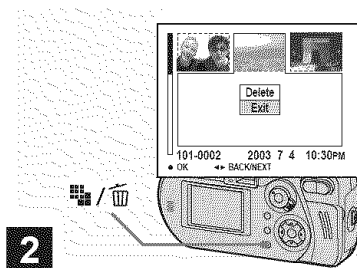 Delete
Exit
101-0002 2003 7 4 10:30PM
● OK ◄► BACK/NEXT
/
2